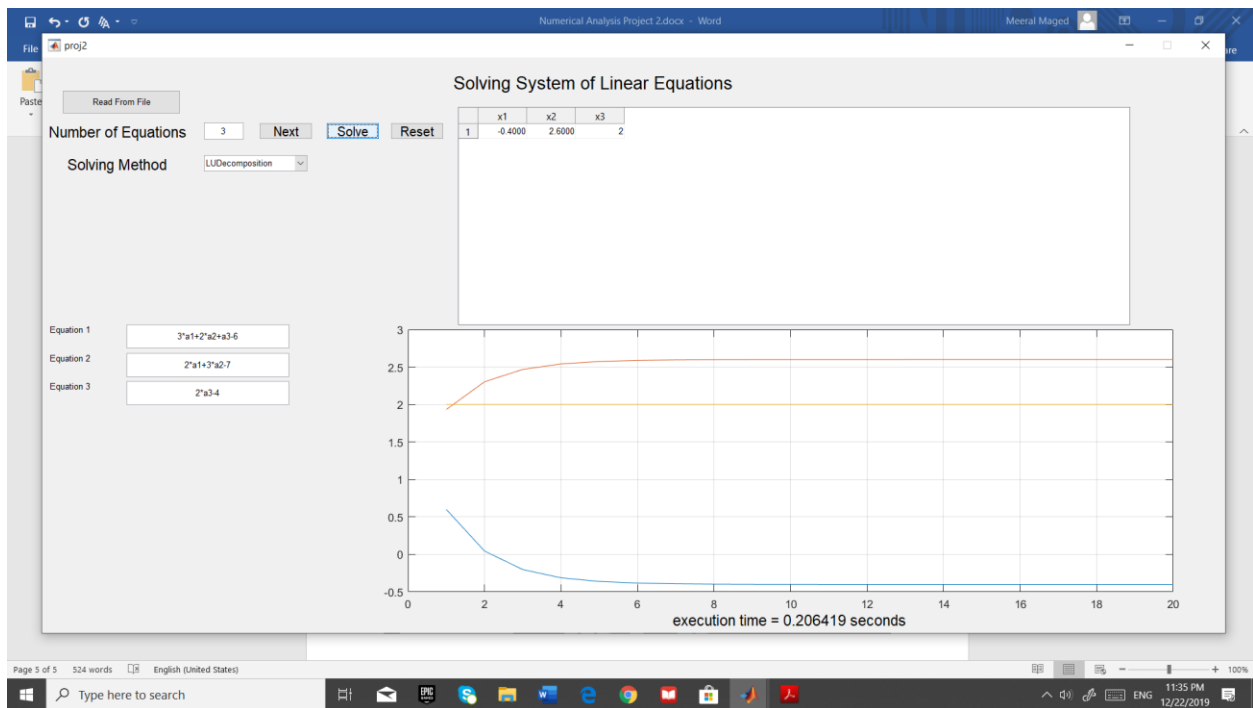 Numerical Analysis Project 2.docx - Word
Meeral Maged
File
proj2
are
Paste
Solving System of Linear Equations
Read From File
Number of Equations 3 Next Solve Reset
Solving Method LUDecomposition
x1 x2 x3
1 -0.4000 2.6000 2
Equation 1 3*a1+2*a2+a3-6
Equation 2 2*a1+3*a2-7
Equation 3 2*a3-4
3
2.5
2
1.5
1
0.5
0
-0.5
0 2 4 6 8 10 12 14 16 18 20
execution time = 0.206419 seconds
Page 5 of 5 524 words English (United States) 100%
Type here to search
EPIC
ENG
11:35 PM
12/22/2019